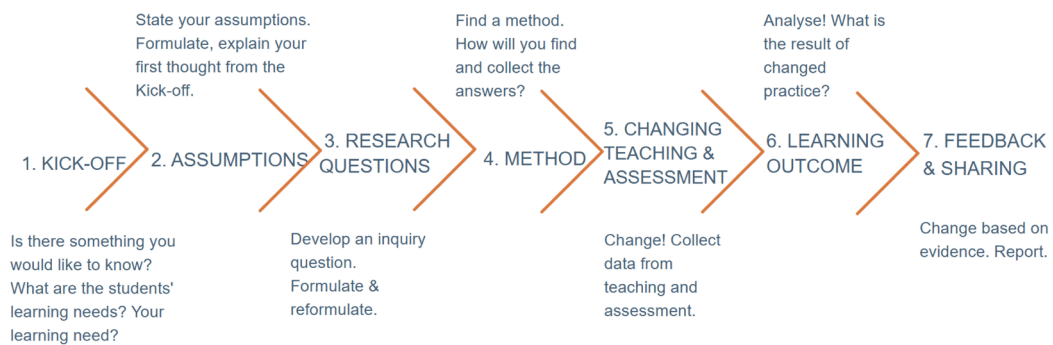 State your assumptions.
Formulate, explain your
first thought from the
Kick-off.
Find a method.
How will you find
and collect the
answers?
Analyse! What is
the result of
changed
practice?
1. KICK-OFF
2. ASSUMPTIONS
3. RESEARCH
QUESTIONS
4. METHOD
5. CHANGING
TEACHING &
ASSESSMENT
6. LEARNING
OUTCOME
7. FEEDBACK
& SHARING
Is there something you
would like to know?
What are the students'
learning needs? Your
learning need?
Develop an inquiry
question.
Formulate &
reformulate.
Change! Collect
data from
teaching and
assessment.
Change based on
evidence. Report.